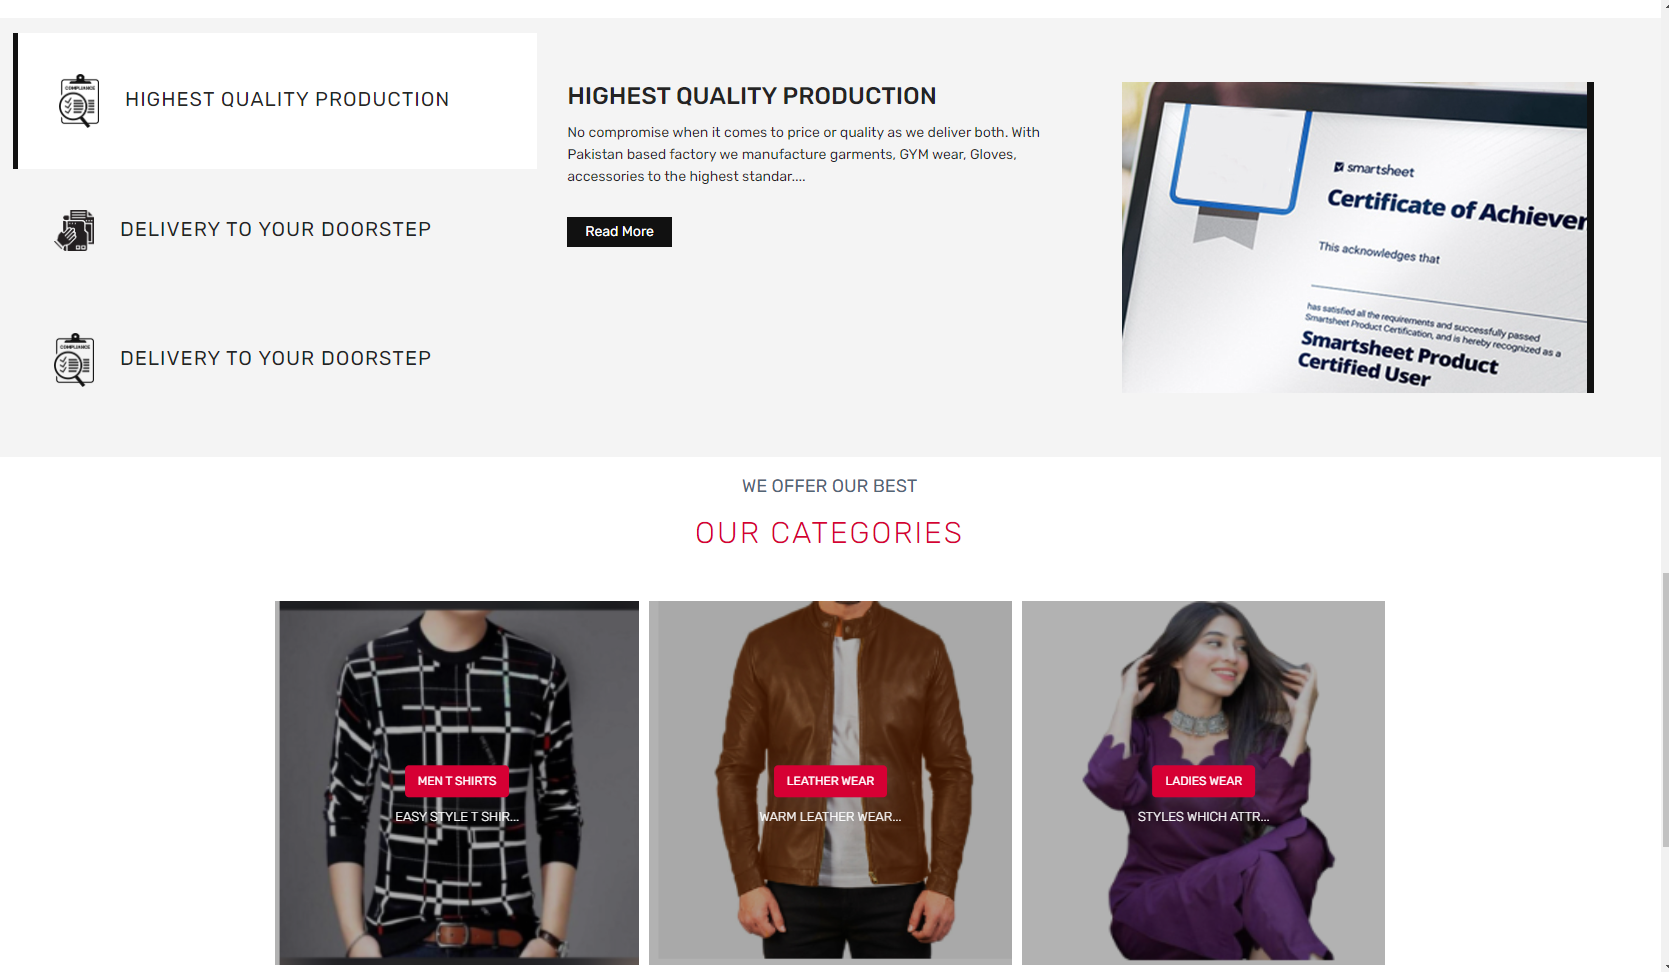 COMPLIANCE
HIGHEST QUALITY PRODUCTION
DELIVERY TO YOUR DOORSTEP
COMPLIANCE
DELIVERY TO YOUR DOORSTEP
HIGHEST QUALITY PRODUCTION
No compromise when it comes to price or quality as we deliver both. With
Pakistan based factory we manufacture garments, GYM wear, Gloves,
accessories to the highest standar....
Read More
smartsheet
Certificate of Achiever
This acknowledges that
has satisfied all the requirements and successfully passed
Smartsheet Product Certification, and is hereby recognized as a
Smartsheet Product
Certified User
WE OFFER OUR BEST
OUR CATEGORIES
MEN T SHIRTS
EASY STYLE T SHIR...
LEATHER WEAR
WARM LEATHER WEAR...
LADIES WEAR
STYLES WHICH ATTR...